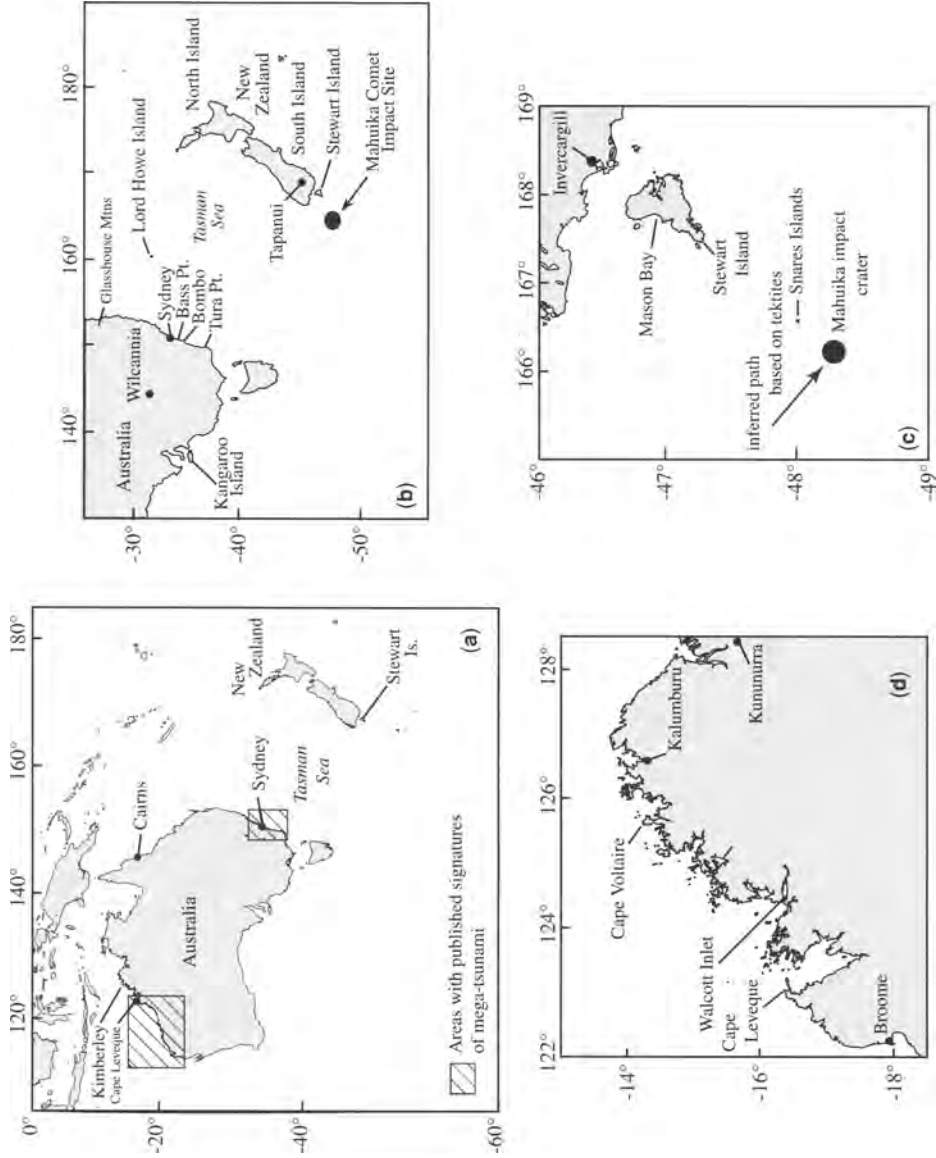 120°
140°
160°
180°
0°
-20°
-40°
-60°
Kimberley
Cape Leveque
Cairns
Australia
Sydney
Tasman
Sea
New
Zealand
Stewart
Is.
Areas with published signatures
of mega-tsunami
(a)
140°
160°
170°
180°
-30°
-40°
-50°
Australia
Wilcannia
Glasshouse Mtns
Lord Howe Island
Sydney
Bass Pt.
Bombo
Tura Pt.
Tasman
Sea
Kangaroo
Island
North Island
New
Zealand
South Island
Stewart Island
Tapanui
Mahuika Comet
Impact Site
(b)
166°
167°
168°
169°
-46
-47°
-48°
-49°
Invercargill
Mason Bay
Stewart
Island
inferred path
based on tektites
Snares Islands
Mahuika impact
crater
(c)
122°
124°
126°
128°
-14°
-16°
-18°
Cape Voltaire
Kalumburu
Walcott Inlet
Cape
Leveque
Kununurra
Broome
(d)